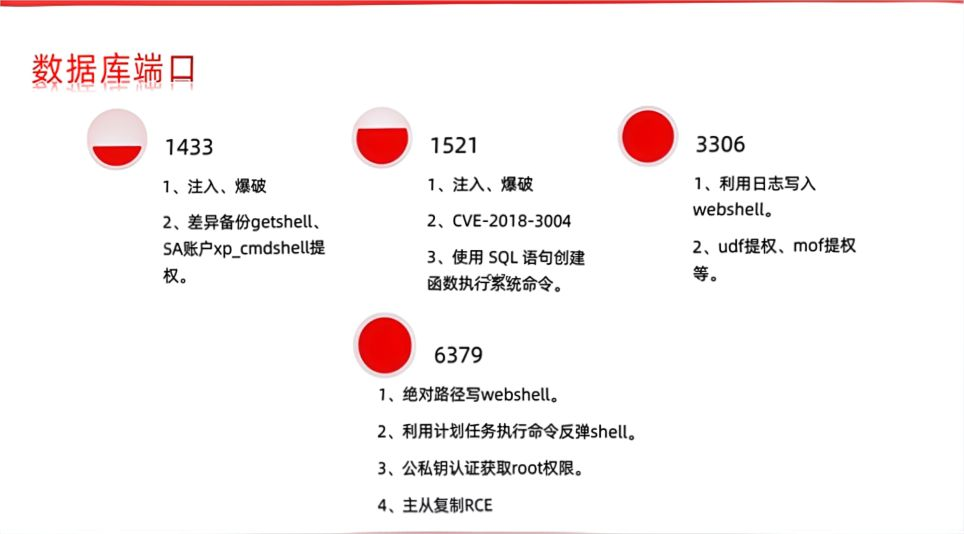 数据库端口
1433
1、注入、爆破
2、差异备份getshell、
SA账户xp_cmdshell提
权。
1521
1、注入、爆破
2、CVE-2018-3004
3、使用 SQL 语句创建
函数执行系统命令。
3306
1、利用日志写入
webshell。
2、udf提权、mof提权
等。
6379
1、绝对路径写webshell。
2、利用计划任务执行命令反弹shell。
3、公私钥认证获取root权限。
4、主从复制RCE